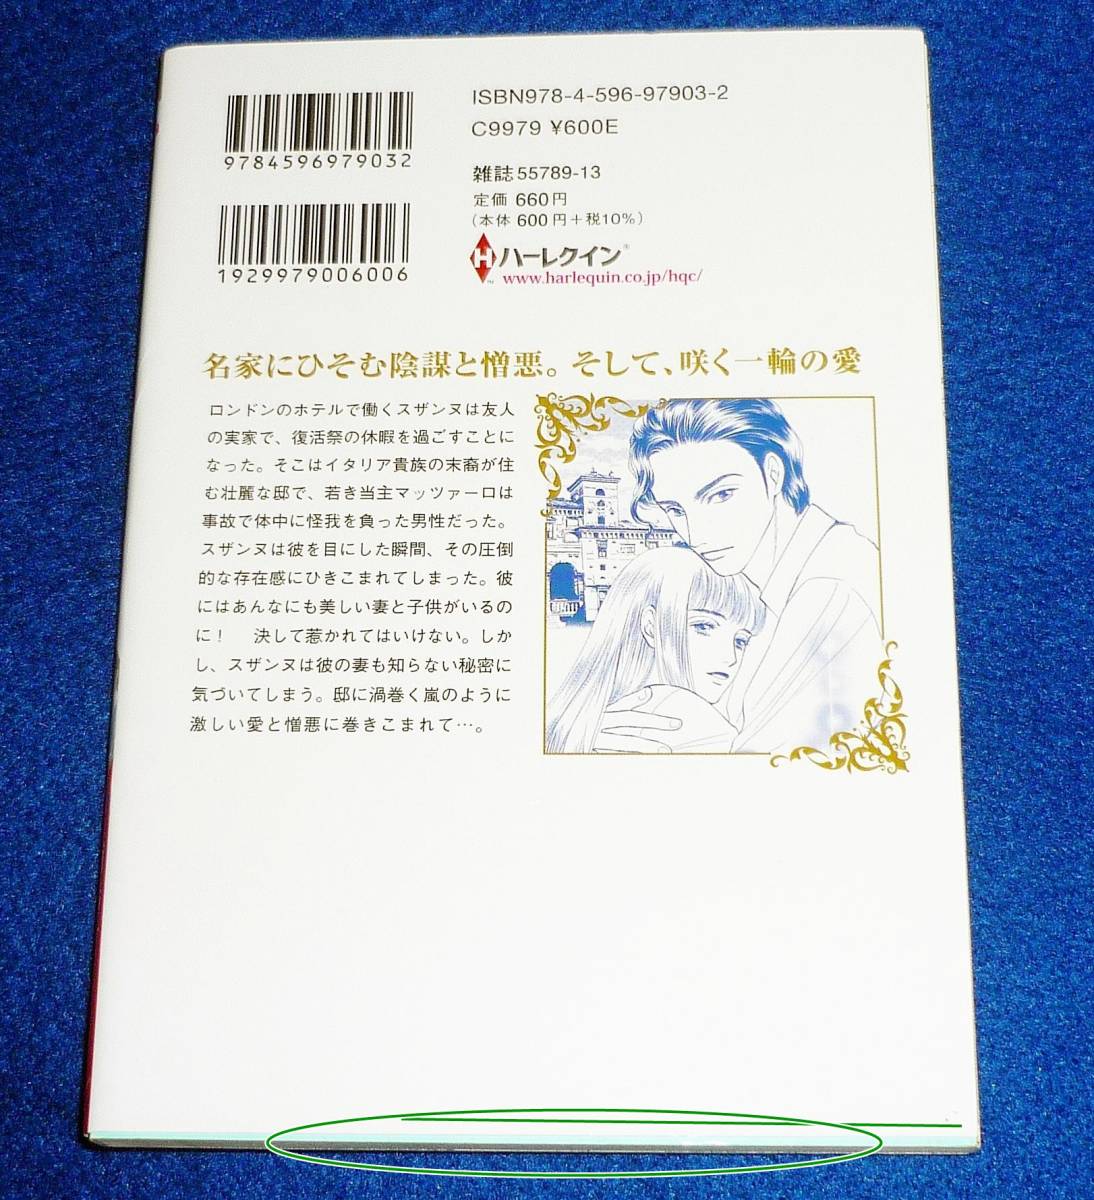 9784596979032
1929979006006
ISBN978-4-596-97903-2
C9979 ¥600E
雑誌 55789-13
定価 660円
(本体 600円+税10%)
H ハーレクイン®
™
www.harlequin.co.jp/hqc/
名家にひそむ陰謀と憎悪。そして、咲く一輪の愛
ロンドンのホテルで働くスザンヌは友人
の実家で、復活祭の休暇を過ごすことに
なった。そこはイタリア貴族の末裔が住
む壮麗な邸で、若き当主マッツァーロは
事故で体中に怪我を負った男性だった。
スザンヌは彼を目にした瞬間、その圧倒
的な存在感にひきこまれてしまった。彼
にはあんなにも美しい妻と子供がいるの
に! 決して惹かれてはいけない。しか
し、スザンヌは彼の妻も知らない秘密に
気づいてしまう。邸に渦巻く嵐のように
激しい愛と憎悪に巻きこまれて…。